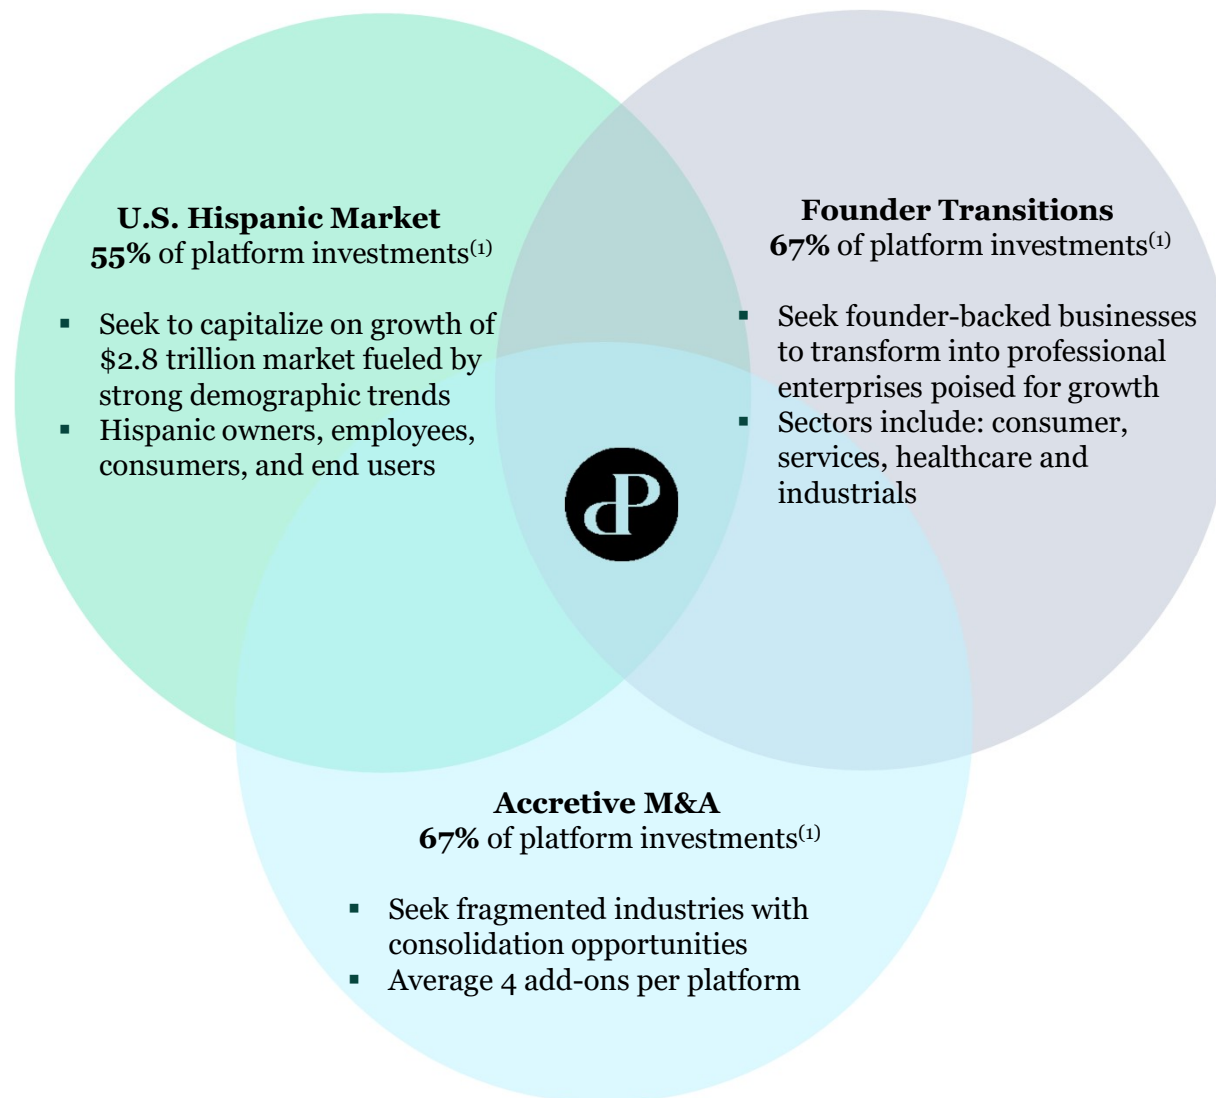 U.S. Hispanic Market
55% of platform investments(1)
▪ Seek to capitalize on growth of
$2.8 trillion market fueled by
strong demographic trends
▪ Hispanic owners, employees,
consumers, and end users
Founder Transitions
67% of platform investments(1)
▪ Seek founder-backed businesses
to transform into professional
enterprises poised for growth
▪ Sectors include: consumer,
services, healthcare and
industrials
dP
Accretive M&A
67% of platform investments(1)
▪ Seek fragmented industries with
consolidation opportunities
▪ Average 4 add-ons per platform